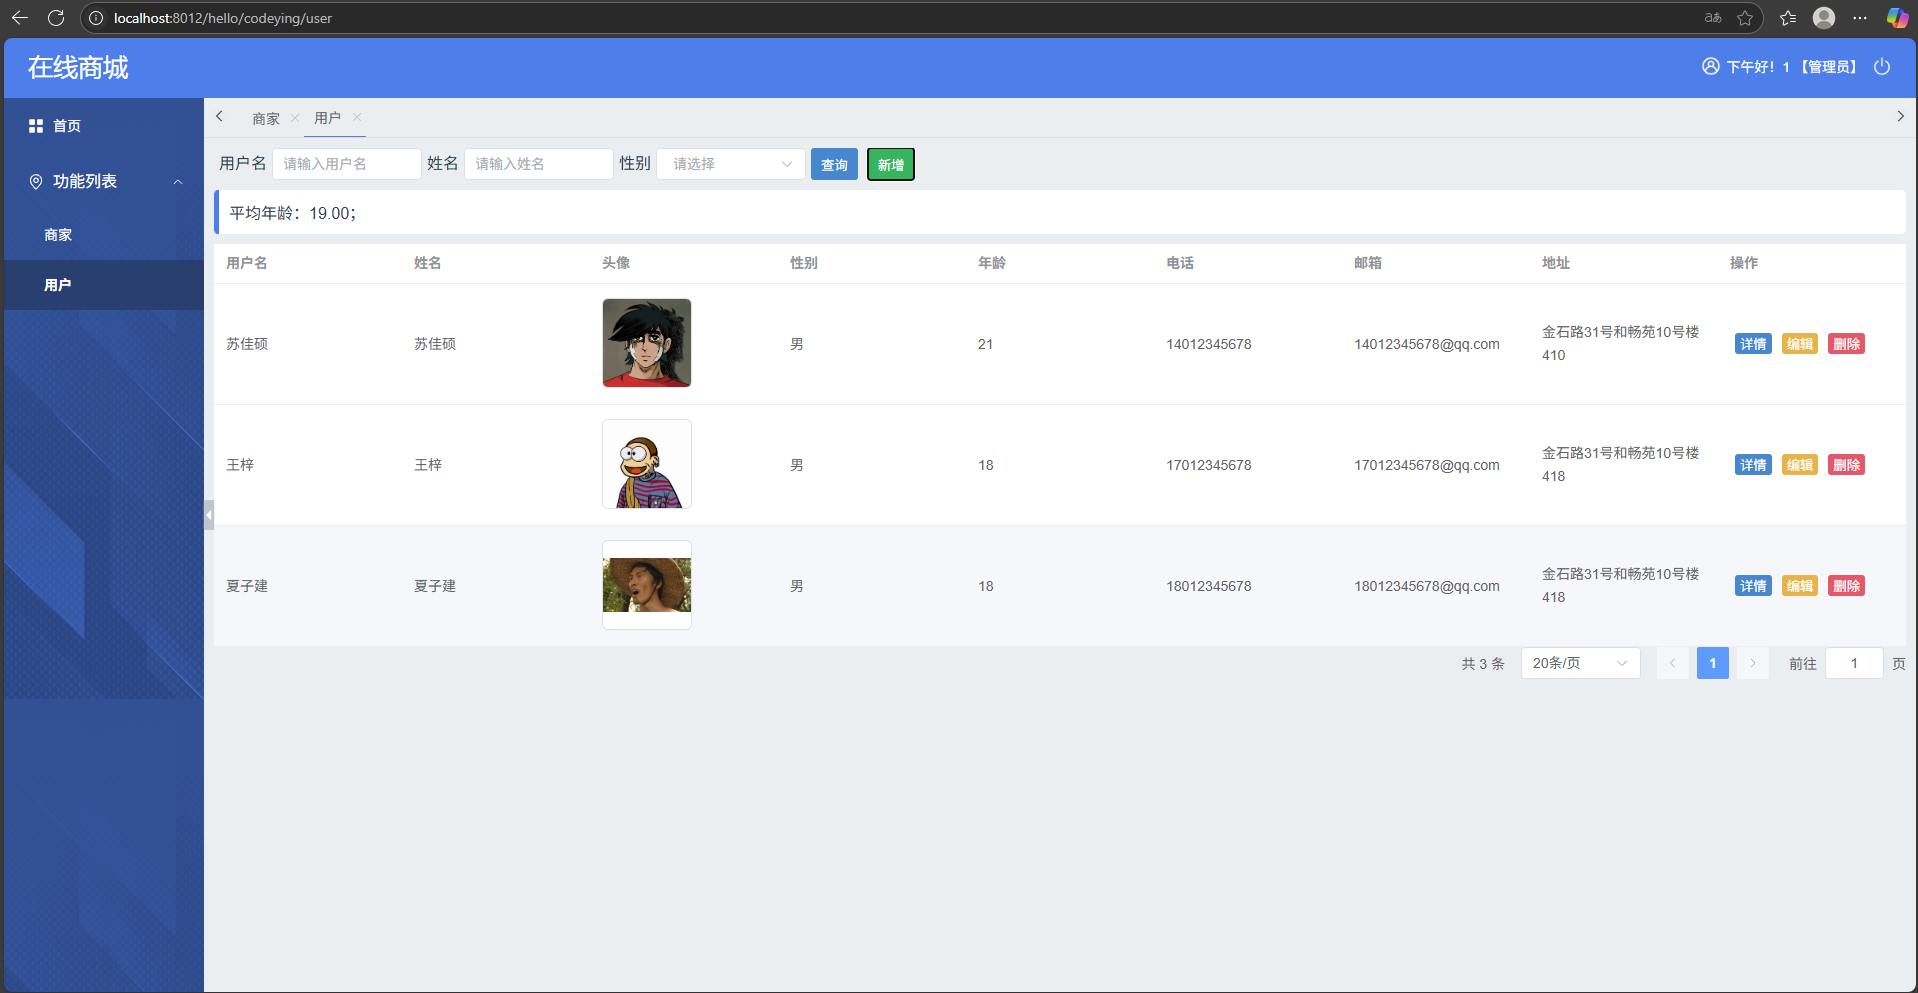 localhost:8012/hello/codeying/user
在线商城
下午好！1 【管理员】
首页
功能列表
商家
用户
商家
用户
用户名 请输入用户名 姓名 请输入姓名 性别 请选择 查询 新增
平均年龄：19.00；
用户名 姓名 头像 性别 年龄 电话 邮箱 地址 操作
苏佳硕 苏佳硕 男 21 14012345678 14012345678@qq.com 金石路31号和畅苑10号楼
410
详情 编辑 删除
王梓 王梓 男 18 17012345678 17012345678@qq.com 金石路31号和畅苑10号楼
418
详情 编辑 删除
夏子建 夏子建 男 18 18012345678 18012345678@qq.com 金石路31号和畅苑10号楼
418
详情 编辑 删除
共 3 条 20条/页 1 前往 1 页